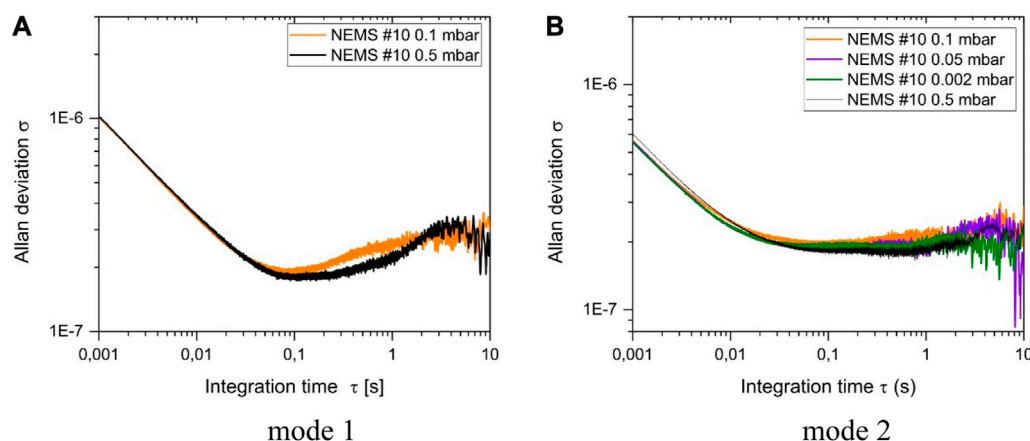 A
NEMS #10 0.1 mbar
NEMS #10 0.5 mbar
1E-6
1E-7
Allan deviation σ
0,001
0,01
0,1
1
10
Integration time τ [s]
mode 1
B
NEMS #10 0.1 mbar
NEMS #10 0.05 mbar
NEMS #10 0.002 mbar
NEMS #10 0.5 mbar
1E-6
1E-7
Allan deviation σ
0,001
0,01
0,1
1
10
Integration time τ (s)
mode 2